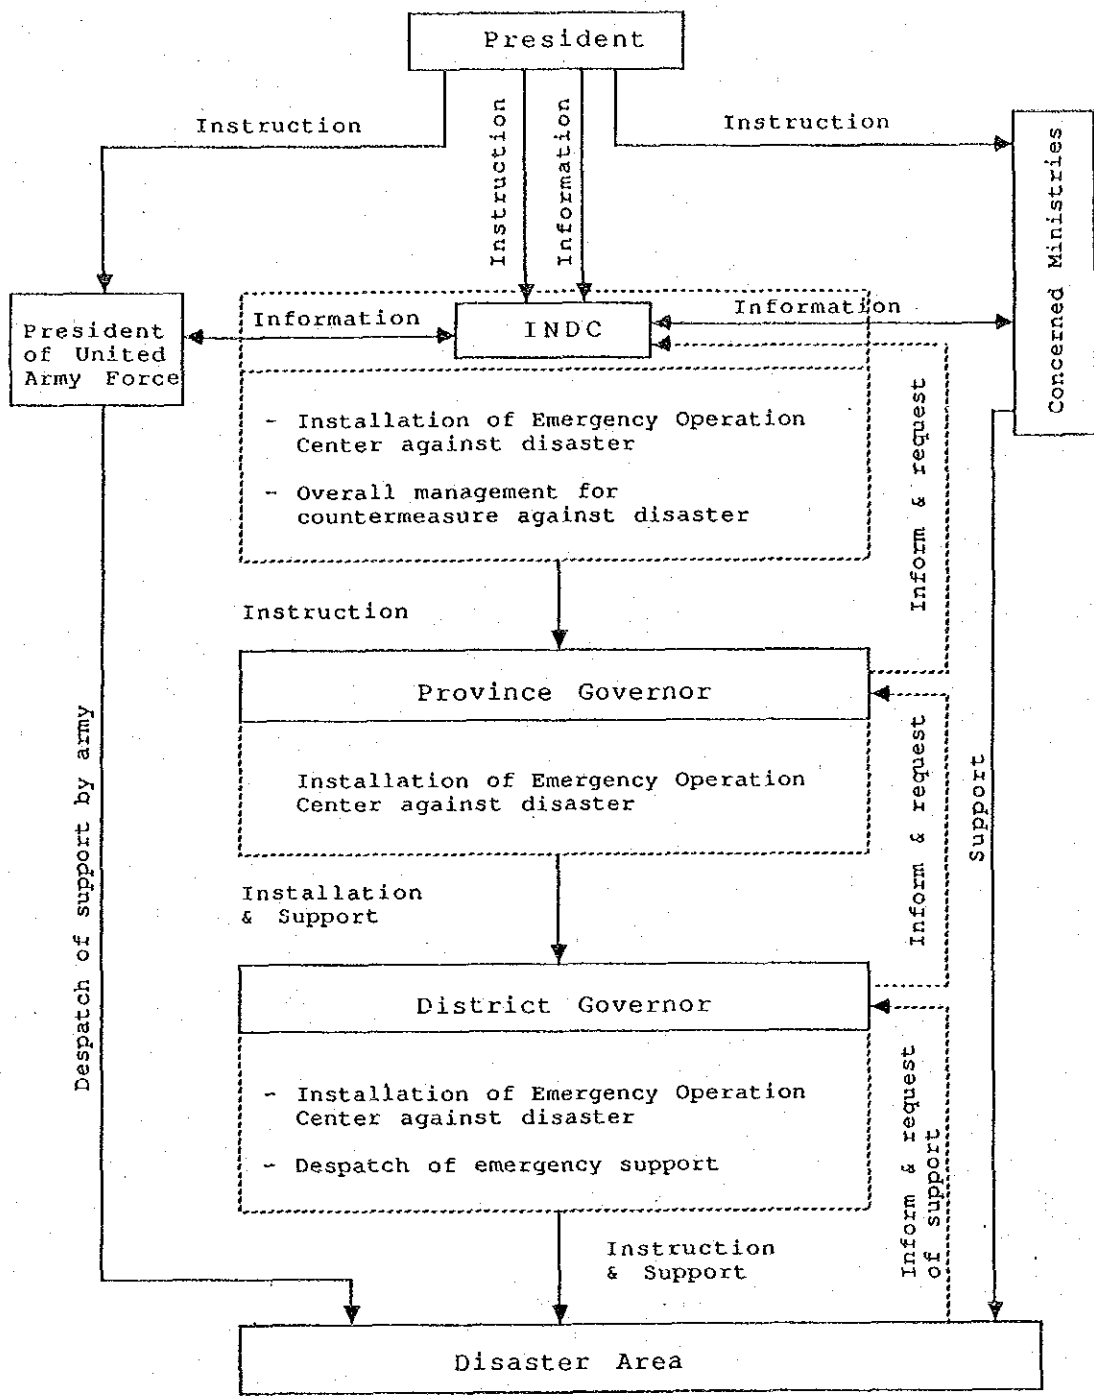 President
Instruction
Instruction
Information
Instruction
Concerned Ministries
President
of United
Army Force
Information
INDC
Information
- Installation of Emergency Operation
Center against disaster
- Overall management for
countermeasure against disaster
Inform & request
Instruction
Province Governor
Installation of Emergency Operation
Center against disaster
Inform & request
Support
Despatch of support by army
Installation
& Support
District Governor
- Installation of Emergency Operation
Center against disaster
- Despatch of emergency support
Inform & request
of support
Instruction
& Support
Disaster Area